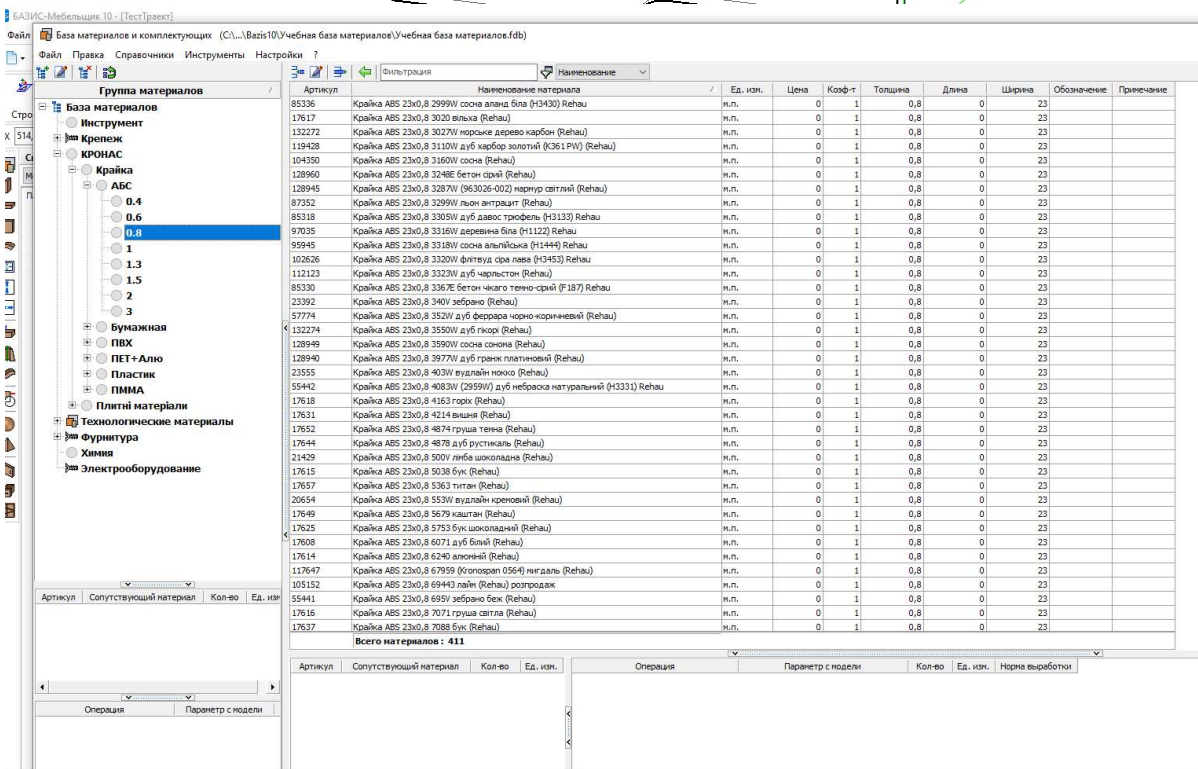 БАЗИС-Мебельщик 10 - [ТестТраект]
Файл
База материалов и комплектующих (C:\...\Bazis10\Учебная база материалов\Учебная база материалов.fdb)
Файл Правка Справочники Инструменты Настройки ?
Фильтрация Наименование
Группа материалов
База материалов
Инструмент
Крепеж
КРОНАС
Крайка
АБС
0.4
0.6
0.8
1
1.3
1.5
2
3
Бумажная
ПВХ
ПЕТ+Алю
Пластик
ПММА
Плитні матеріали
Технологические материалы
Фурнитура
Химия
Электрооборудование
Стро
X 514,
Артикул Наименование материала Ед. изм. Цена Коэф-т Толщина Длина Ширина Обозначение Примечание
85336 Крайка ABS 23x0,8 2999W сосна аланд біла (H3430) Rehau м.п. 0 1 0,8 0 23
17617 Крайка ABS 23x0,8 3020 вільха (Rehau) м.п. 0 1 0,8 0 23
132272 Крайка ABS 23x0,8 3027W морське дерево карбон (Rehau) м.п. 0 1 0,8 0 23
119428 Крайка ABS 23x0,8 3110W дуб харбор золотий (K361 PW) (Rehau) м.п. 0 1 0,8 0 23
104350 Крайка ABS 23x0,8 3160W сосна (Rehau) м.п. 0 1 0,8 0 23
128960 Крайка ABS 23x0,8 3248E бетон сірий (Rehau) м.п. 0 1 0,8 0 23
128945 Крайка ABS 23x0,8 3287W (963026-002) мармур світлий (Rehau) м.п. 0 1 0,8 0 23
87352 Крайка ABS 23x0,8 3299W льон антрацит (Rehau) м.п. 0 1 0,8 0 23
85318 Крайка ABS 23x0,8 3305W дуб давос трюфель (H3133) Rehau м.п. 0 1 0,8 0 23
97035 Крайка ABS 23x0,8 3316W деревина біла (H1122) Rehau м.п. 0 1 0,8 0 23
95945 Крайка ABS 23x0,8 3318W сосна альпійська (H1444) Rehau м.п. 0 1 0,8 0 23
102626 Крайка ABS 23x0,8 3320W флітвуд сіра лава (H3453) Rehau м.п. 0 1 0,8 0 23
112123 Крайка ABS 23x0,8 3323W дуб чарльстон (Rehau) м.п. 0 1 0,8 0 23
85330 Крайка ABS 23x0,8 3367E бетон чікаго темно-сірий (F187) Rehau м.п. 0 1 0,8 0 23
23392 Крайка ABS 23x0,8 340V зебрано (Rehau) м.п. 0 1 0,8 0 23
57774 Крайка ABS 23x0,8 352W дуб феррара чорно-коричневий (Rehau) м.п. 0 1 0,8 0 23
132274 Крайка ABS 23x0,8 3550W дуб гікорі (Rehau) м.п. 0 1 0,8 0 23
128949 Крайка ABS 23x0,8 3590W сосна сонома (Rehau) м.п. 0 1 0,8 0 23
128940 Крайка ABS 23x0,8 3977W дуб гранж платиновий (Rehau) м.п. 0 1 0,8 0 23
23555 Крайка ABS 23x0,8 403W вудлайн мокко (Rehau) м.п. 0 1 0,8 0 23
55442 Крайка ABS 23x0,8 4083W (2959W) дуб небраска натуральний (H3331) Rehau м.п. 0 1 0,8 0 23
17618 Крайка ABS 23x0,8 4163 горіх (Rehau) м.п. 0 1 0,8 0 23
17631 Крайка ABS 23x0,8 4214 вишня (Rehau) м.п. 0 1 0,8 0 23
17652 Крайка ABS 23x0,8 4874 груша темна (Rehau) м.п. 0 1 0,8 0 23
17644 Крайка ABS 23x0,8 4878 дуб рустикаль (Rehau) м.п. 0 1 0,8 0 23
21429 Крайка ABS 23x0,8 500V лімба шоколадна (Rehau) м.п. 0 1 0,8 0 23
17615 Крайка ABS 23x0,8 5038 бук (Rehau) м.п. 0 1 0,8 0 23
17657 Крайка ABS 23x0,8 5363 титан (Rehau) м.п. 0 1 0,8 0 23
20654 Крайка ABS 23x0,8 553W вудлайн кремовий (Rehau) м.п. 0 1 0,8 0 23
17649 Крайка ABS 23x0,8 5679 каштан (Rehau) м.п. 0 1 0,8 0 23
17625 Крайка ABS 23x0,8 5753 бук шоколадний (Rehau) м.п. 0 1 0,8 0 23
17608 Крайка ABS 23x0,8 6071 дуб білий (Rehau) м.п. 0 1 0,8 0 23
17614 Крайка ABS 23x0,8 6240 алюміній (Rehau) м.п. 0 1 0,8 0 23
117647 Крайка ABS 23x0,8 67959 (Kronospan 0564) мигдаль (Rehau) м.п. 0 1 0,8 0 23
105152 Крайка ABS 23x0,8 69443 лайм (Rehau) розпродаж м.п. 0 1 0,8 0 23
55441 Крайка ABS 23x0,8 695V зебрано беж (Rehau) м.п. 0 1 0,8 0 23
17616 Крайка ABS 23x0,8 7071 груша світла (Rehau) м.п. 0 1 0,8 0 23
17637 Крайка ABS 23x0,8 7088 бук (Rehau) м.п. 0 1 0,8 0 23
Всего материалов : 411
Артикул Сопутствующий материал Кол-во Ед. изм
Операция Параметр с модели
Артикул Сопутствующий материал Кол-во Ед. изм.
Операция Параметр с модели Кол-во Ед. изм. Норма выработки